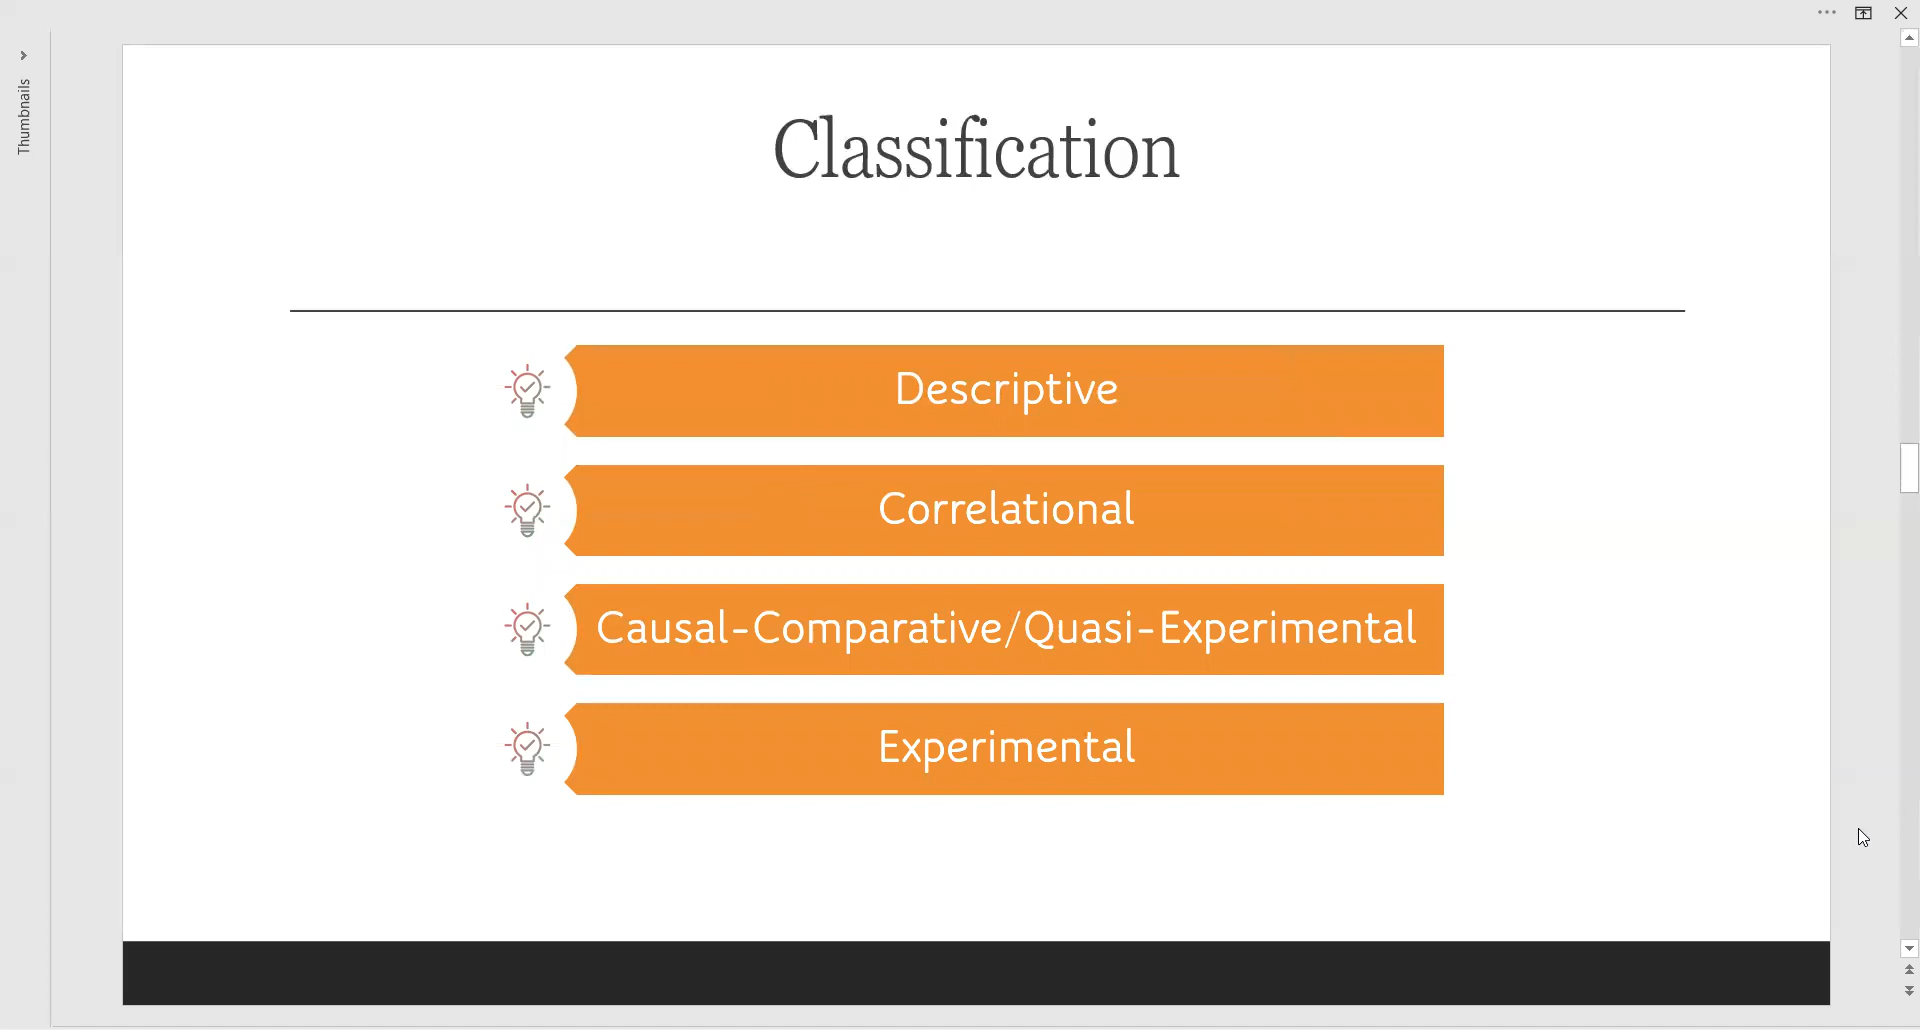 Thumbnails
Classification
Descriptive
Correlational
Causal-Comparative/Quasi-Experimental
Experimental